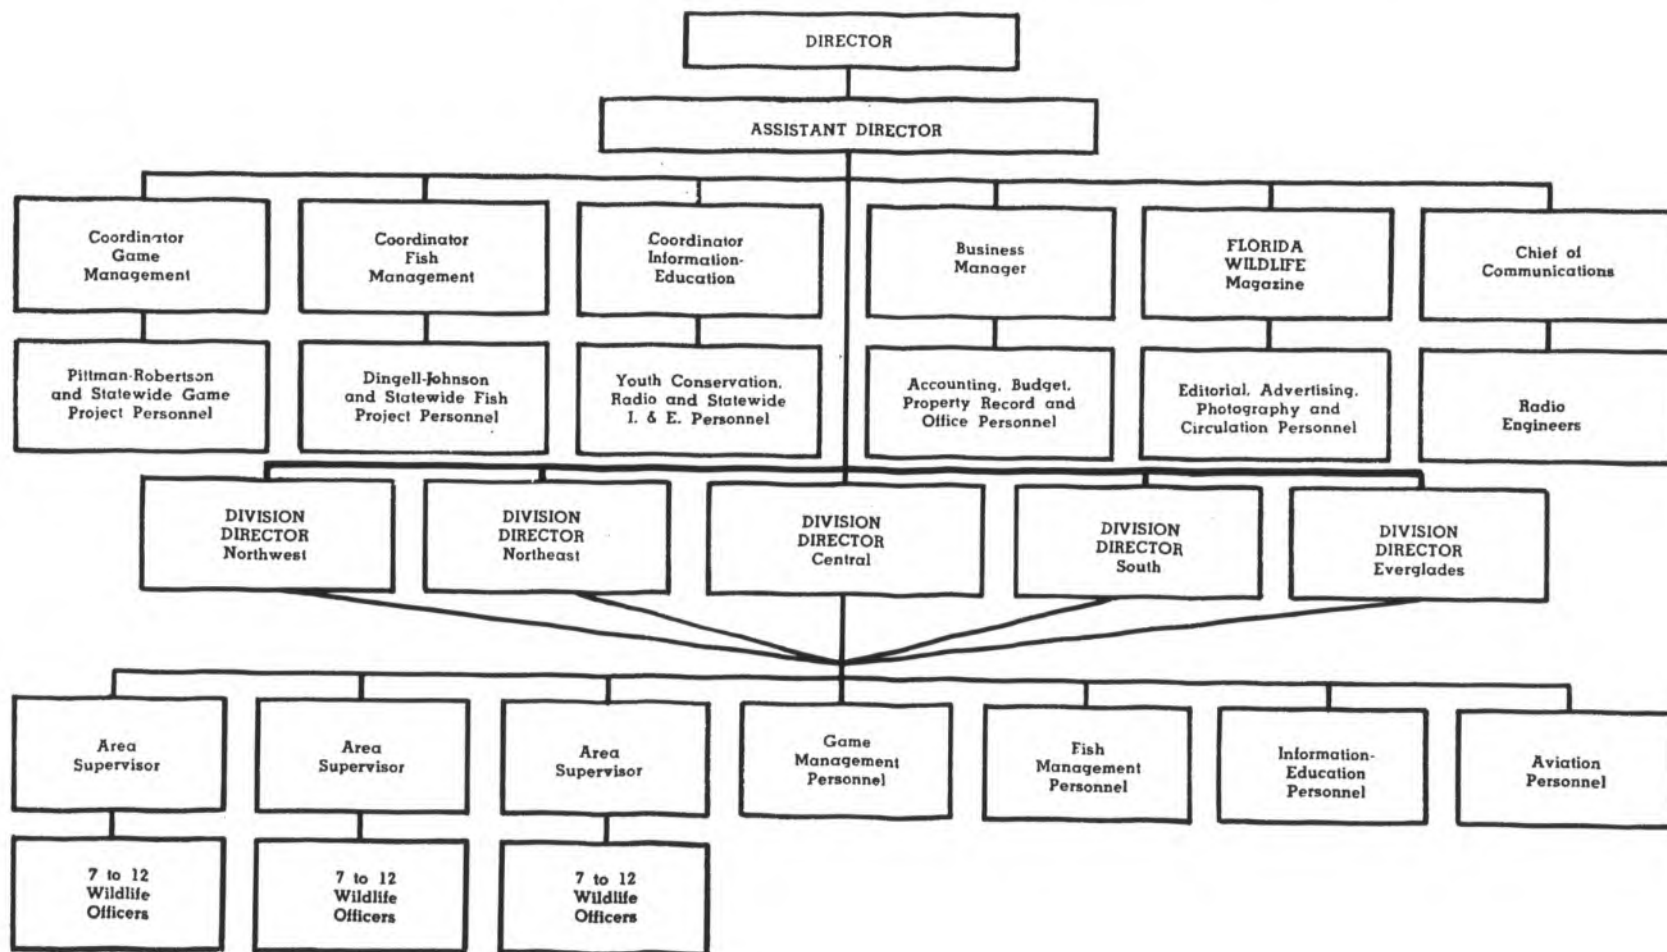 DIRECTOR
ASSISTANT DIRECTOR
Coordinator
Game
Management
Coordinator
Fish
Management
Coordinator
Information-
Education
Business
Manager
FLORIDA
WILDLIFE
Magazine
Chief of
Communications
Pittman-Robertson
and Statewide Game
Project Personnel
Dingell-Johnson
and Statewide Fish
Project Personnel
Youth Conservation,
Radio and Statewide
I. & E. Personnel
Accounting, Budget,
Property Record and
Office Personnel
Editorial, Advertising,
Photography and
Circulation Personnel
Radio
Engineers
DIVISION
DIRECTOR
Northwest
DIVISION
DIRECTOR
Northeast
DIVISION
DIRECTOR
Central
DIVISION
DIRECTOR
South
DIVISION
DIRECTOR
Everglades
Area
Supervisor
Area
Supervisor
Area
Supervisor
Game
Management
Personnel
Fish
Management
Personnel
Information-
Education
Personnel
Aviation
Personnel
7 to 12
Wildlife
Officers
7 to 12
Wildlife
Officers
7 to 12
Wildlife
Officers